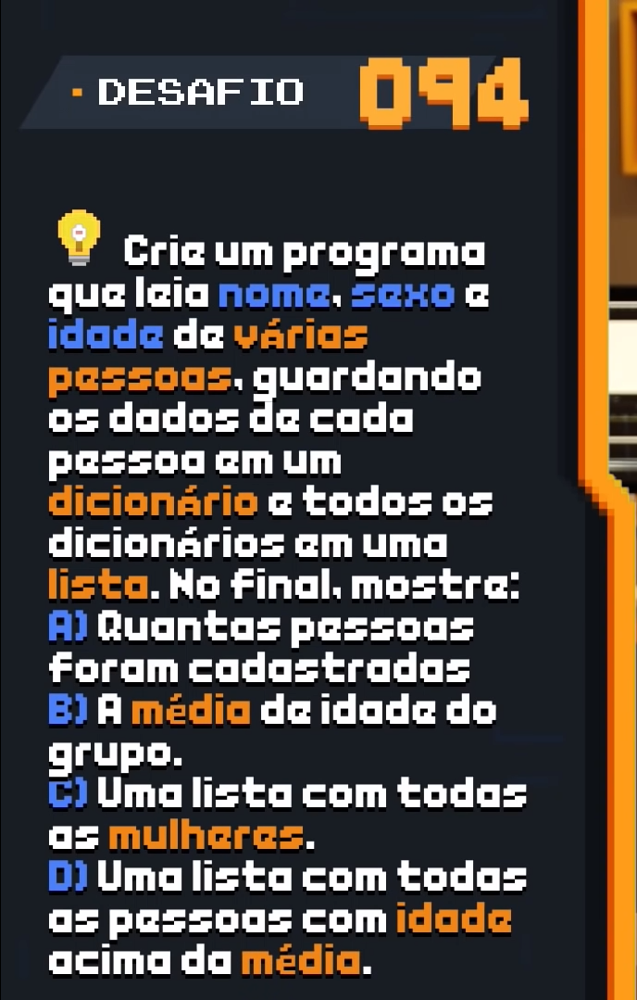 · DESAFIO 094
Crie um programa
que leia nome, sexo e
idade de várias
pessoas, guardando
os dados de cada
pessoa em um
dicionário e todos os
dicionários em uma
lista. No final, mostre:
A) Quantas pessoas
foram cadastradas
B) A média de idade do
grupo.
C) Uma lista com todas
as mulheres.
D) Uma lista com todas
as pessoas com idade
acima da média.